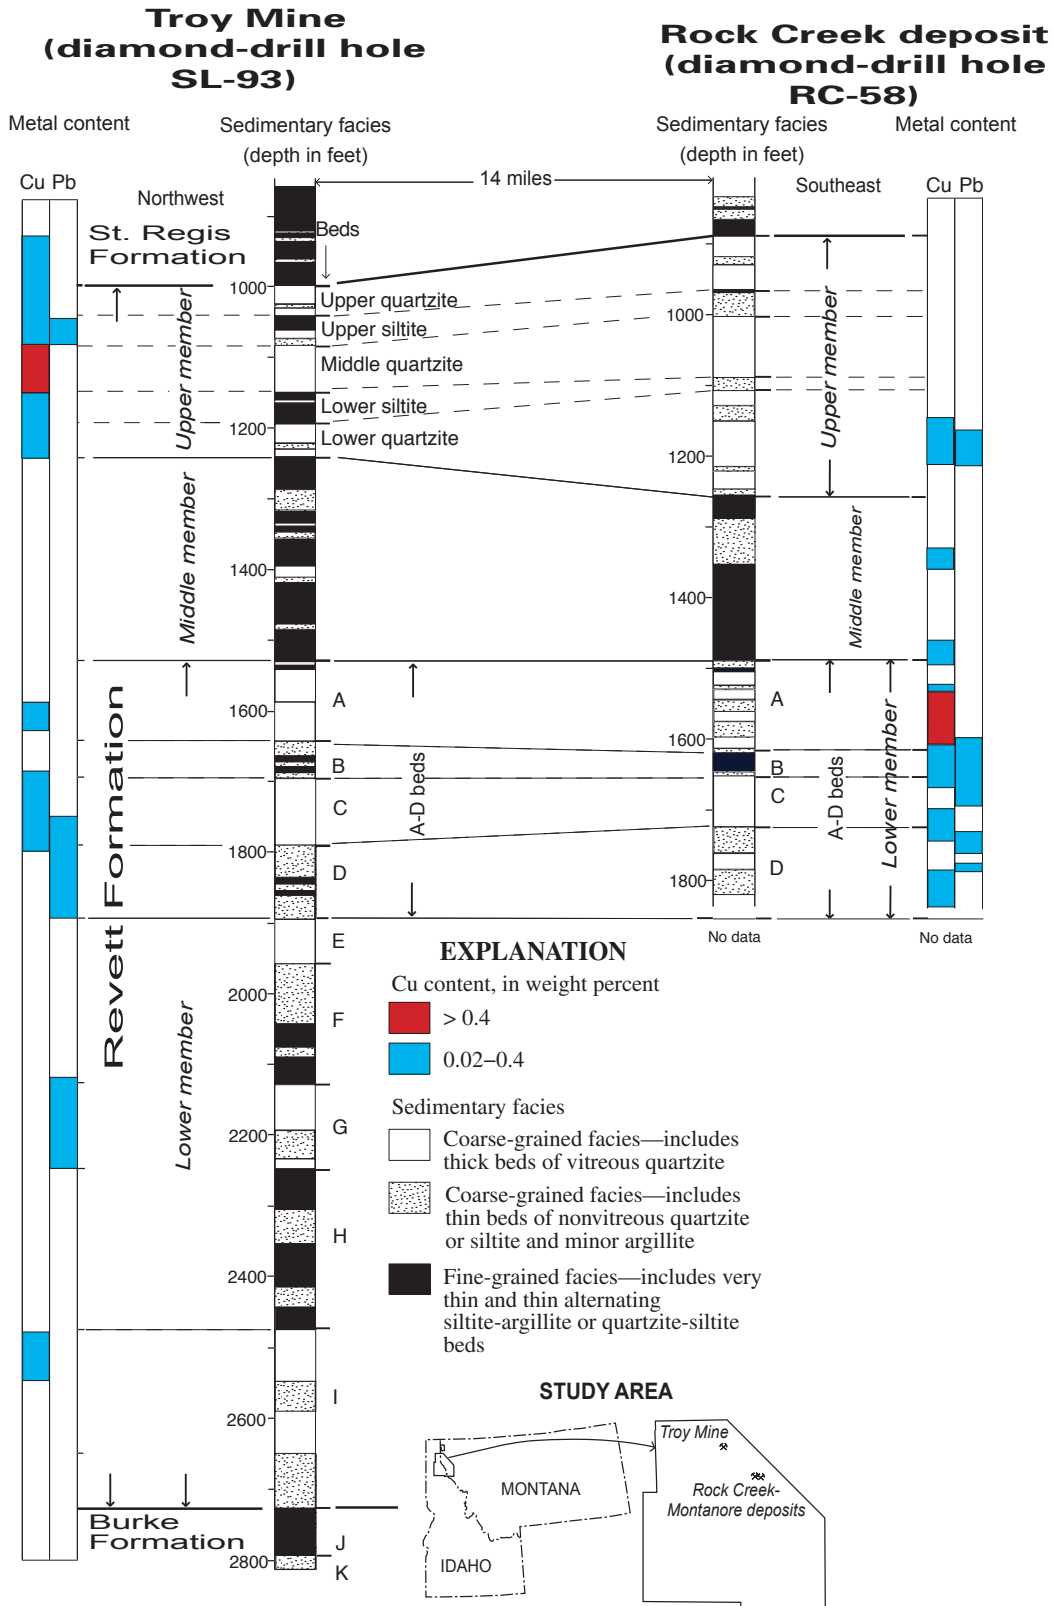 Troy Mine
(diamond-drill hole
SL-93)
Rock Creek deposit
(diamond-drill hole
RC-58)
Metal content
Sedimentary facies
(depth in feet)
Sedimentary facies
(depth in feet)
Metal content
Cu Pb
Northwest
14 miles
Southeast
Cu Pb
St. Regis
Formation
Beds
1000
Upper quartzite
Upper siltite
Middle quartzite
Lower siltite
1200
Lower quartzite
Upper member
Middle member
1400
1600
1800
2000
2200
2400
2600
2800
Revett Formation
Lower member
A
B
C
D
E
F
G
H
I
J
K
A-D beds
1000
1200
1400
1600
1800
Upper member
Middle member
Lower member
A
B
C
D
A-D beds
No data
No data
Burke
Formation
EXPLANATION
Cu content, in weight percent
> 0.4
0.02–0.4
Sedimentary facies
Coarse-grained facies—includes
thick beds of vitreous quartzite
Coarse-grained facies—includes
thin beds of nonvitreous quartzite
or siltite and minor argillite
Fine-grained facies—includes very
thin and thin alternating
siltite-argillite or quartzite-siltite
beds
STUDY AREA
Troy Mine
Rock Creek-
Montanore deposits
MONTANA
IDAHO